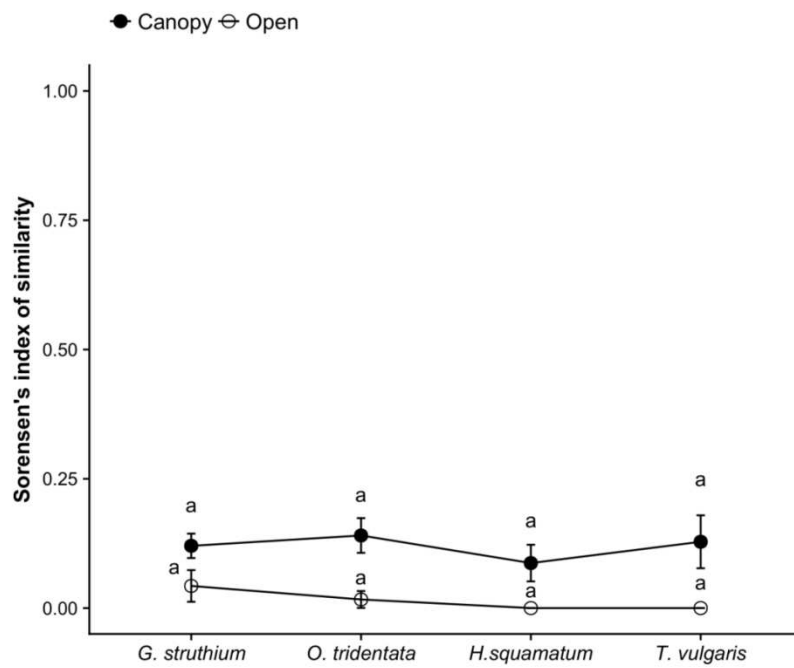 Canopy Open
Sorensen's index of similarity
1.00
0.75
0.50
0.25
0.00
a
a
a
a
a
a
a
a
G. struthium O. tridentata H.squamatum T. vulgaris